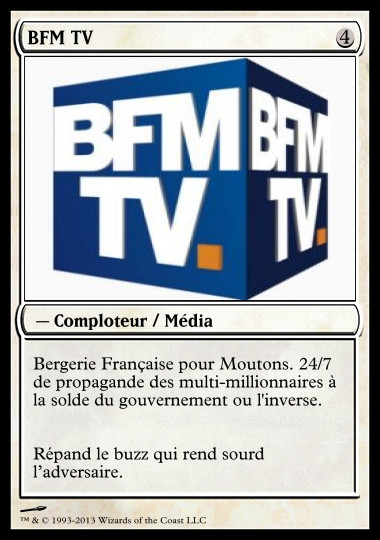 BFM TV
4
BFM
TV.
BFM
TV.
— Comploteur / Média
Bergerie Française pour Moutons. 24/7
de propagande des multi-millionnaires à
la solde du gouvernement ou l'inverse.
Répand le buzz qui rend sourd
l’adversaire.
™ & © 1993-2013 Wizards of the Coast LLC